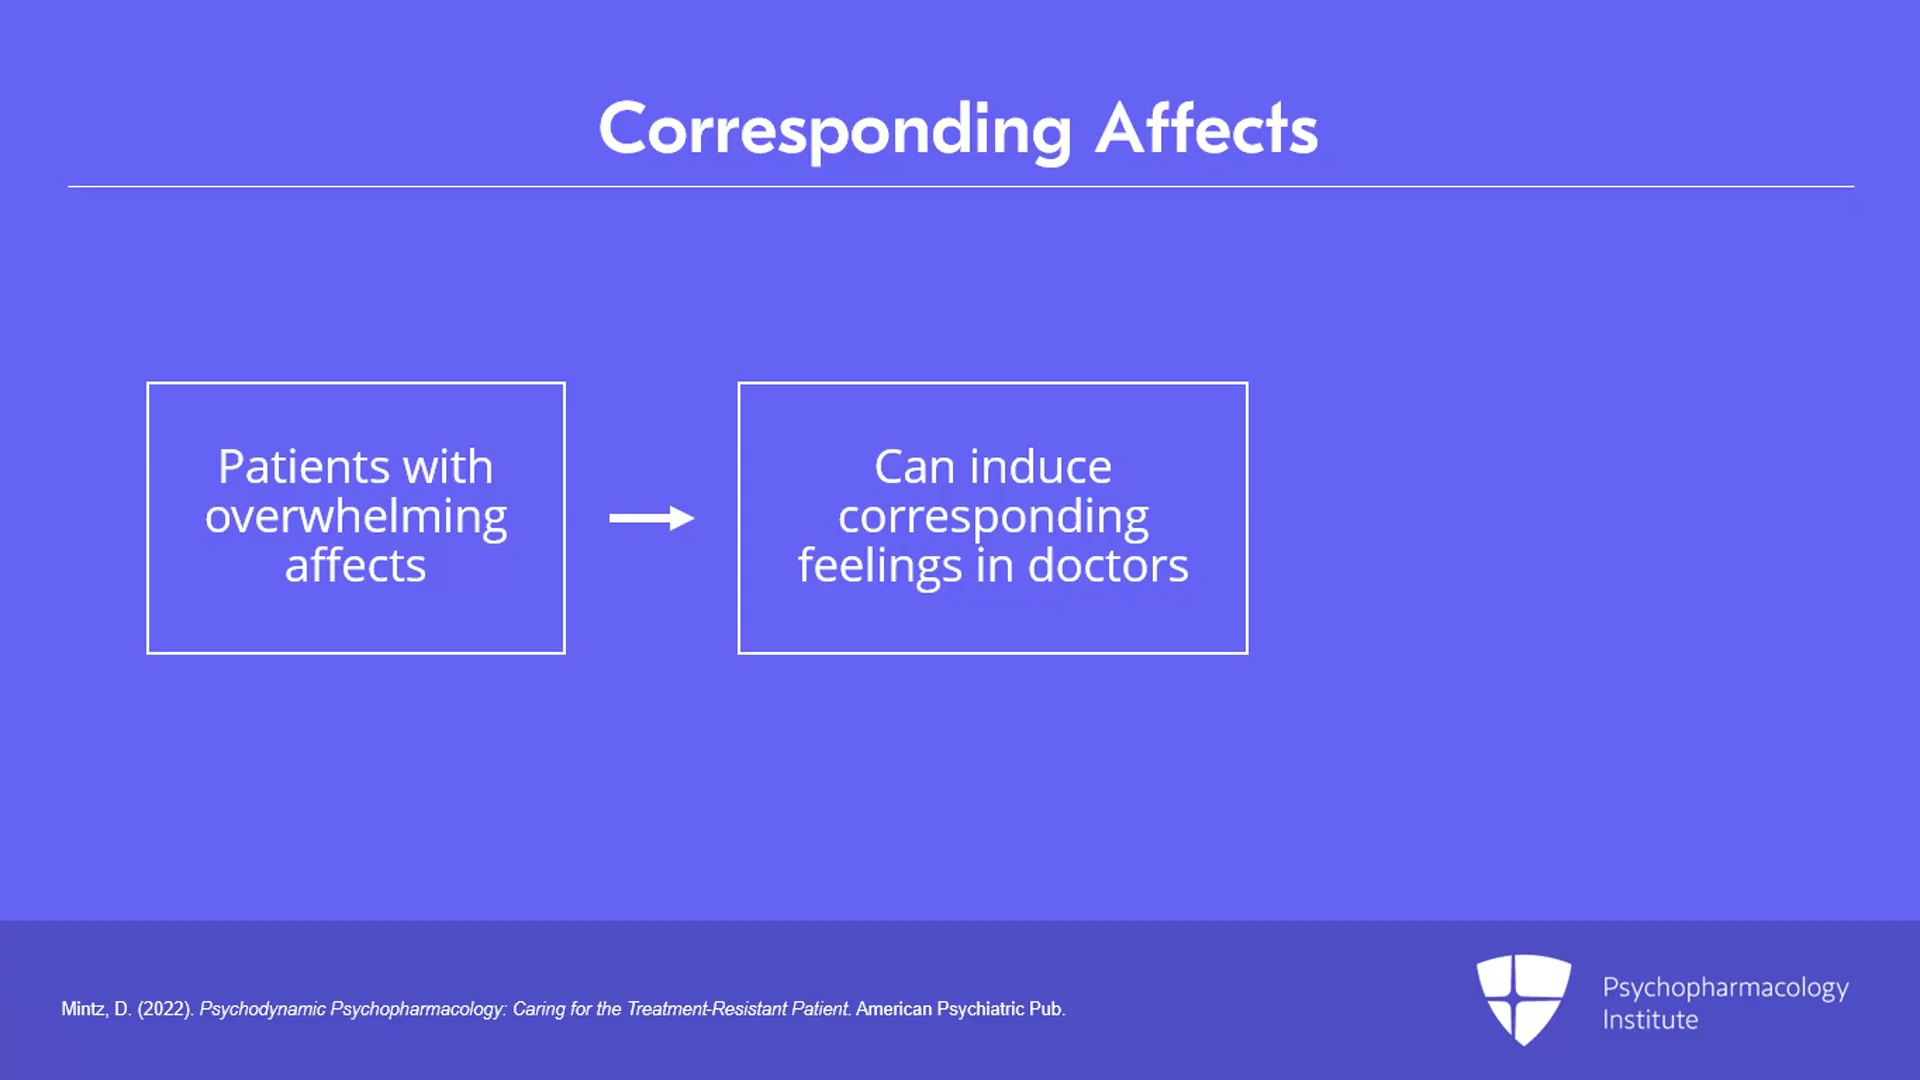 Corresponding Affects
Patients with
overwhelming
affects
Can induce
corresponding
feelings in doctors
Mintz, D. (2022). Psychodynamic Psychopharmacology: Caring for the Treatment-Resistant Patient. American Psychiatric Pub.
Psychopharmacology
Institute